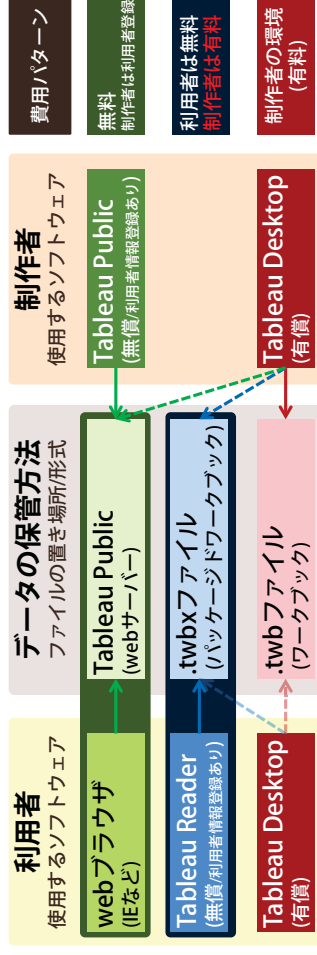 利用者
使用するソフトウェア
データの保管方法
ファイルの置き場所/形式
制作者
使用するソフトウェア
費用パターン
webブラウザ
(IEなど)
Tableau Public
(webサーバー)
Tableau Public
(無償/利用者情報登録あり)
無料
制作者は利用者登録
Tableau Reader
(無償/利用者情報登録あり)
.twbxファイル
(パッケージドワークブック)
利用者は無料
制作者は有料
Tableau Desktop
(有償)
.twbファイル
(ワークブック)
Tableau Desktop
(有償)
制作者の環境
(有料)